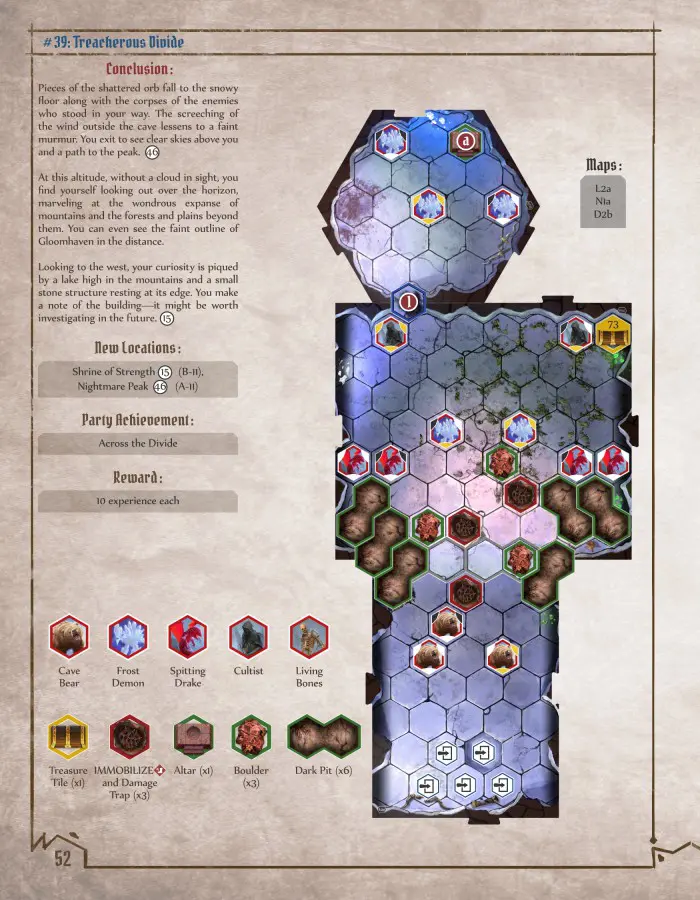 #39: Treacherous Divide
Conclusion:
Pieces of the shattered orb fall to the snowy
floor along with the corpses of the enemies
who stood in your way. The screeching of
the wind outside the cave lessens to a faint
murmur. You exit to see clear skies above you
and a path to the peak. 46
At this altitude, without a cloud in sight, you
find yourself looking out over the horizon,
marveling at the wondrous expanse of
mountains and the forests and plains beyond
them. You can even see the faint outline of
Gloomhaven in the distance.
Looking to the west, your curiosity is piqued
by a lake high in the mountains and a small
stone structure resting at its edge. You make
a note of the building—it might be worth
investigating in the future. 15
New Locations:
Shrine of Strength 15 (B-11),
Nightmare Peak 46 (A-11)
Party Achievement:
Across the Divide
Reward:
10 experience each
a
Maps:
L2a
N1a
D2b
1
73
Cave
Bear
Frost
Demon
Spitting
Drake
Cultist
Living
Bones
Treasure
Tile (x1)
IMMOBILIZE
and Damage
Trap (x3)
Altar (x1)
Boulder
(x3)
Dark Pit (x6)
52